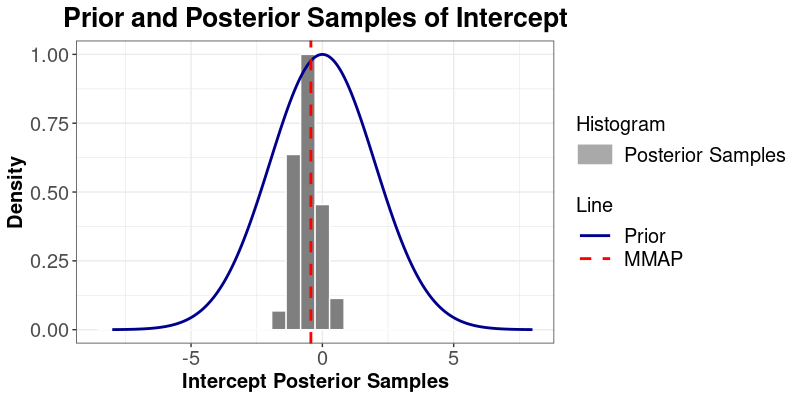 Prior and Posterior Samples of Intercept
1.00
0.75
0.50
0.25
0.00
Density
-5 0 5
Intercept Posterior Samples
Histogram
Posterior Samples
Line
Prior
MMAP